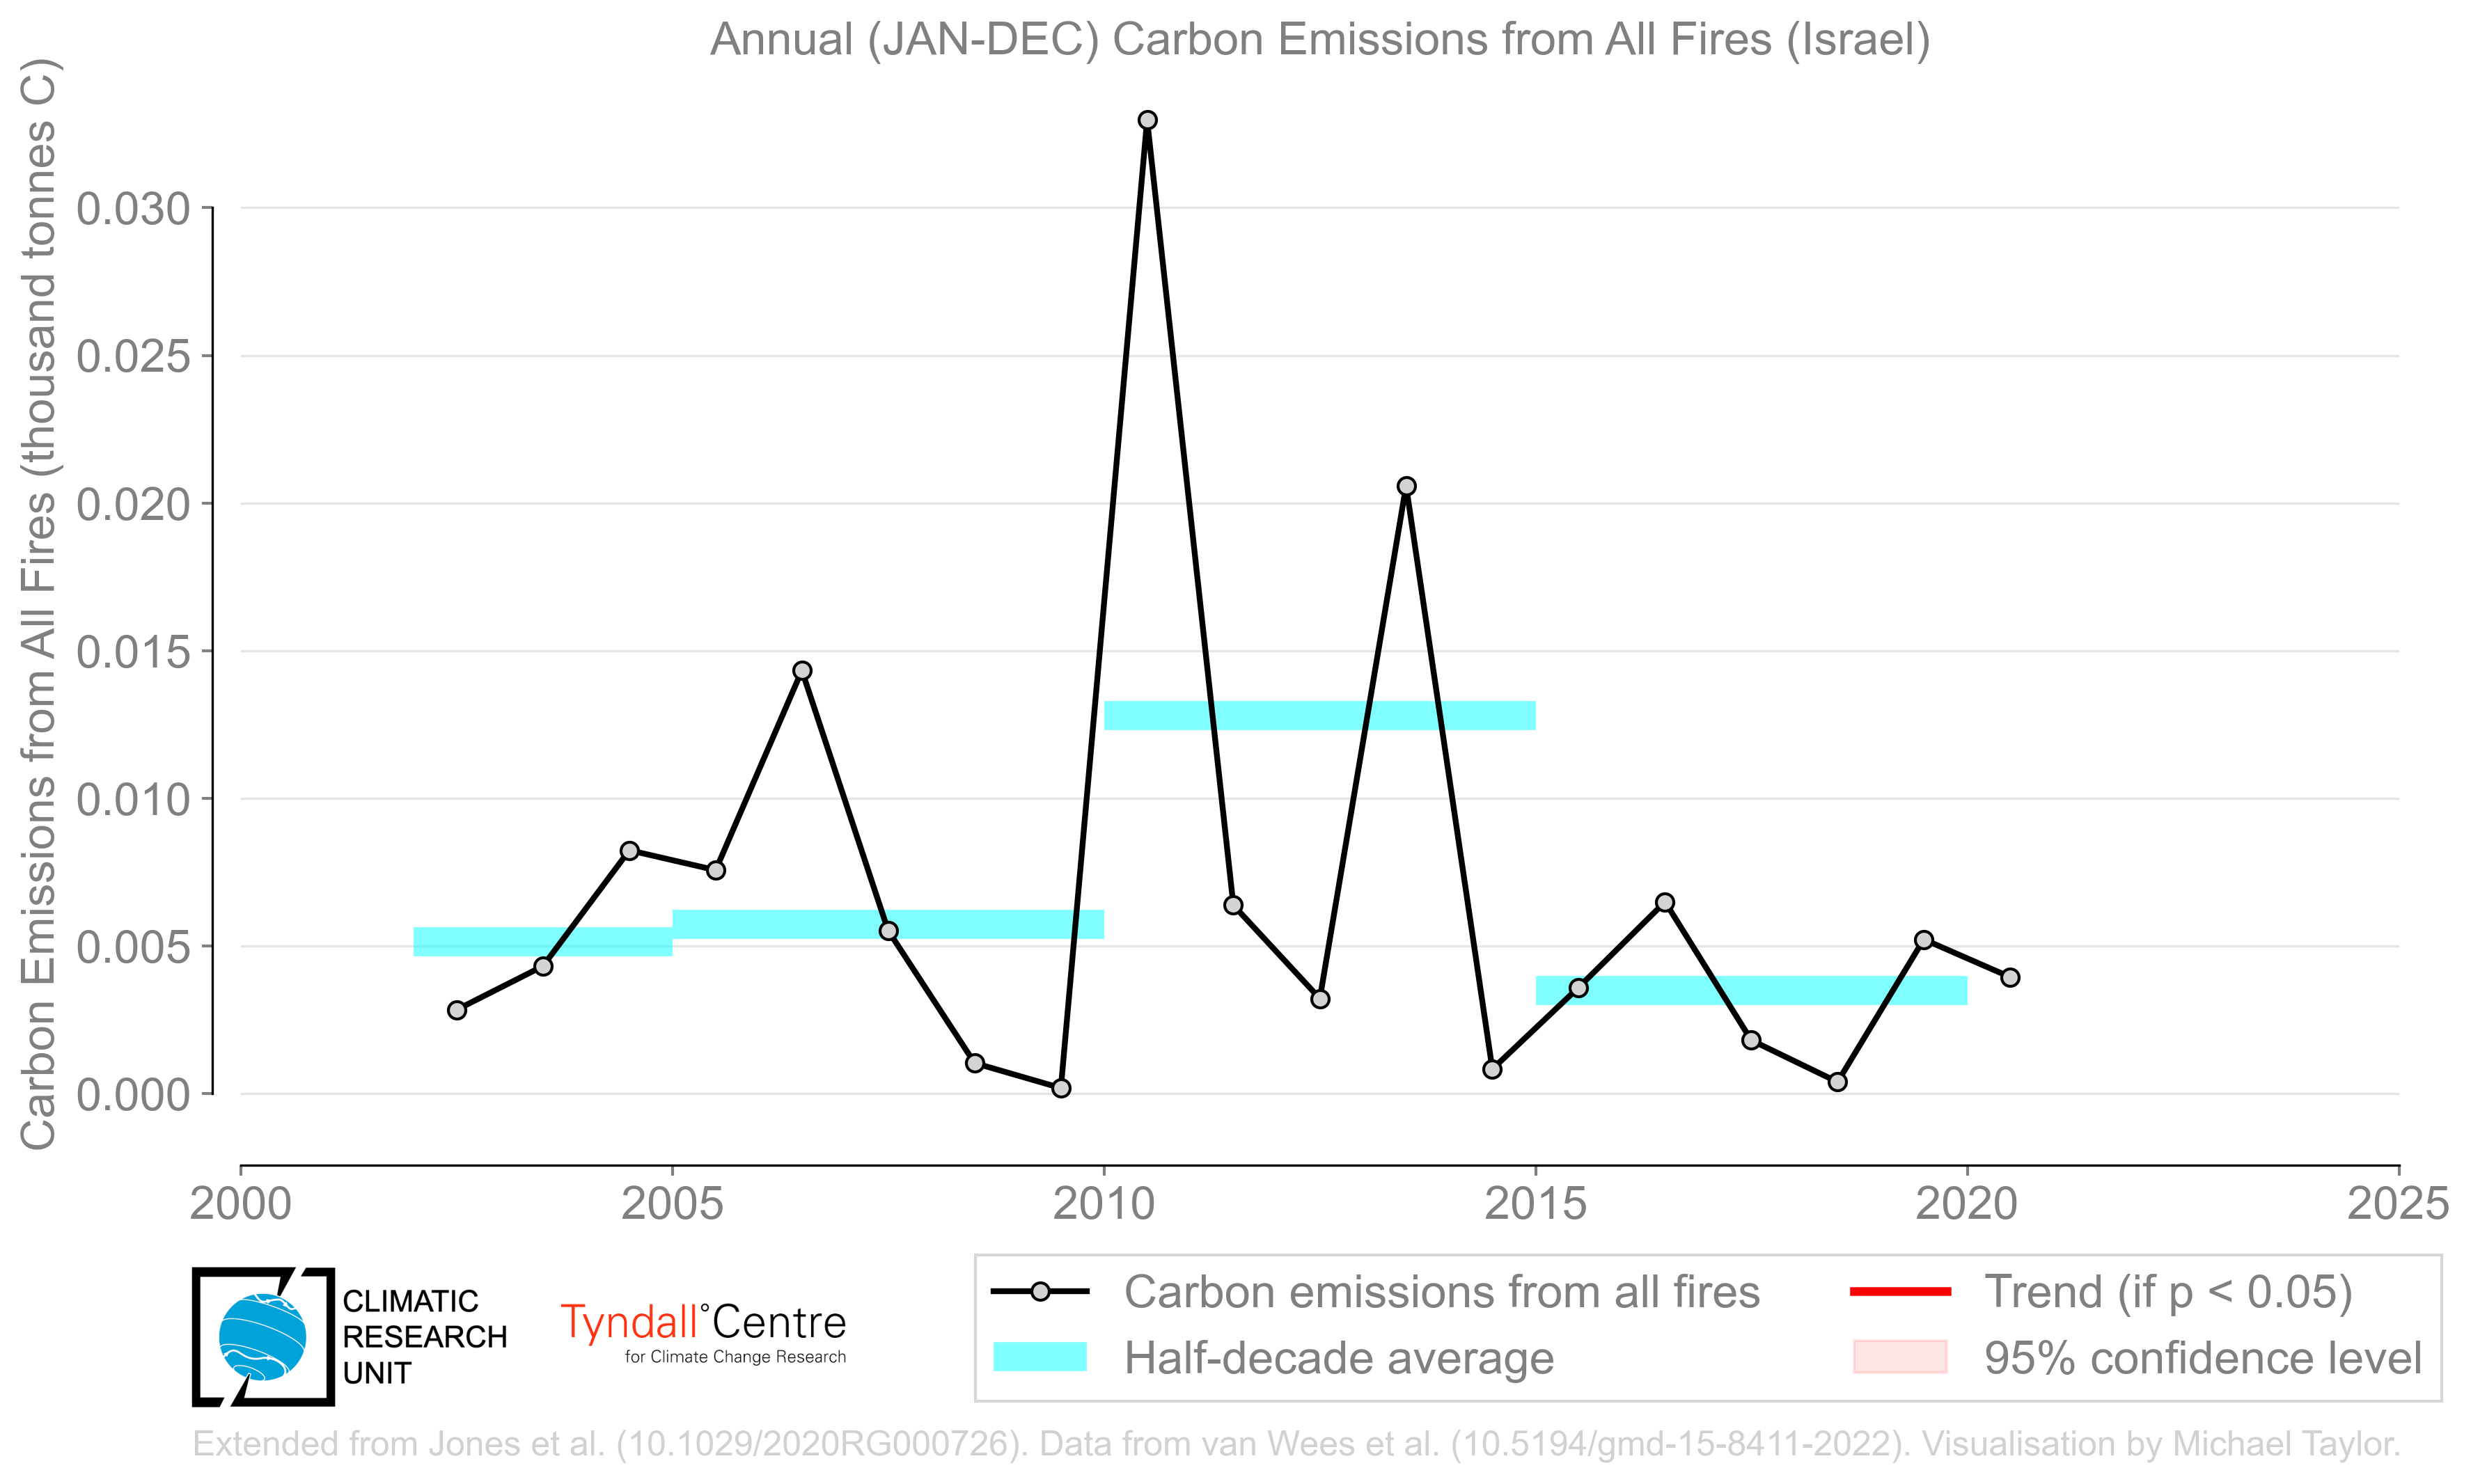 Annual (JAN-DEC) Carbon Emissions from All Fires (Israel)
Carbon Emissions from All Fires (thousand tonnes C)
0.030
0.025
0.020
0.015
0.010
0.005
0.000
2000 2005 2010 2015 2020 2025
CLIMATIC
RESEARCH
UNIT
Tyndall°Centre
for Climate Change Research
Carbon emissions from all fires
Half-decade average
Trend (if p < 0.05)
95% confidence level
Extended from Jones et al. (10.1029/2020RG000726). Data from van Wees et al. (10.5194/gmd-15-8411-2022). Visualisation by Michael Taylor.